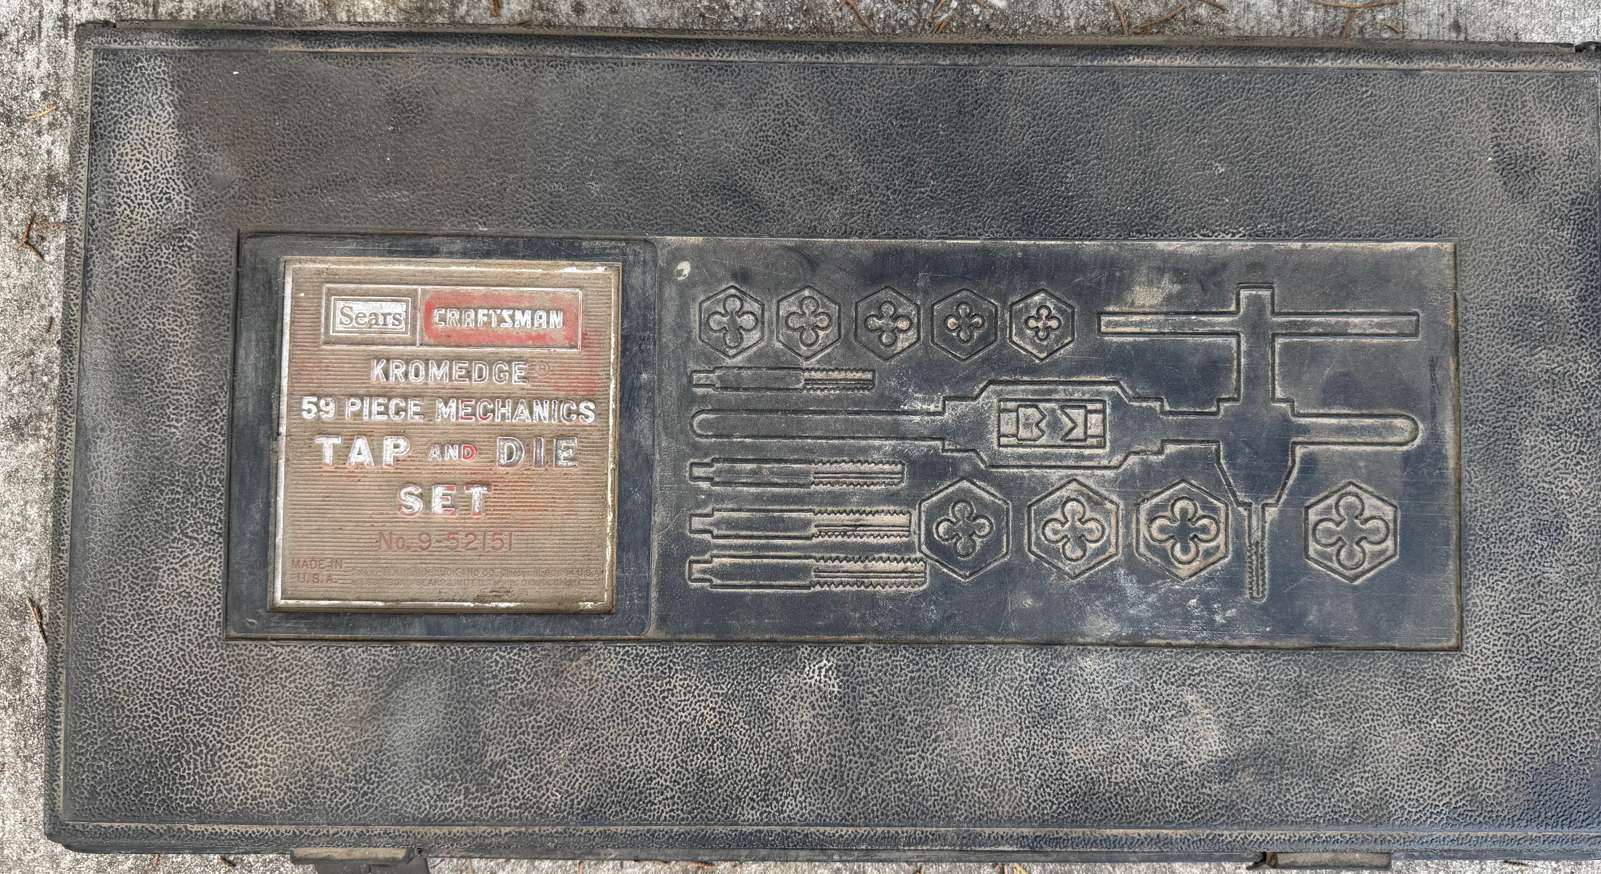 Sears CRAFTSMAN
KROMEDGE®
59 PIECE MECHANICS
TAP AND DIE
SET
No. 9-52151
MADE IN
U.S.A.